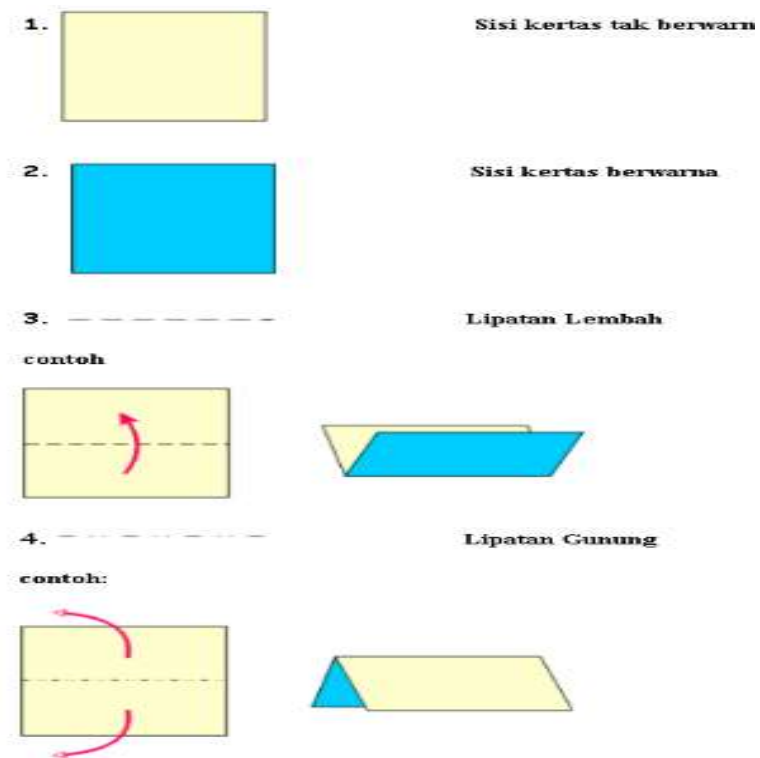 1. Sisi kertas tak berwarn
2. Sisi kertas berwarna
3. Lipatan Lembah
contoh
4. Lipatan Gunung
contoh: